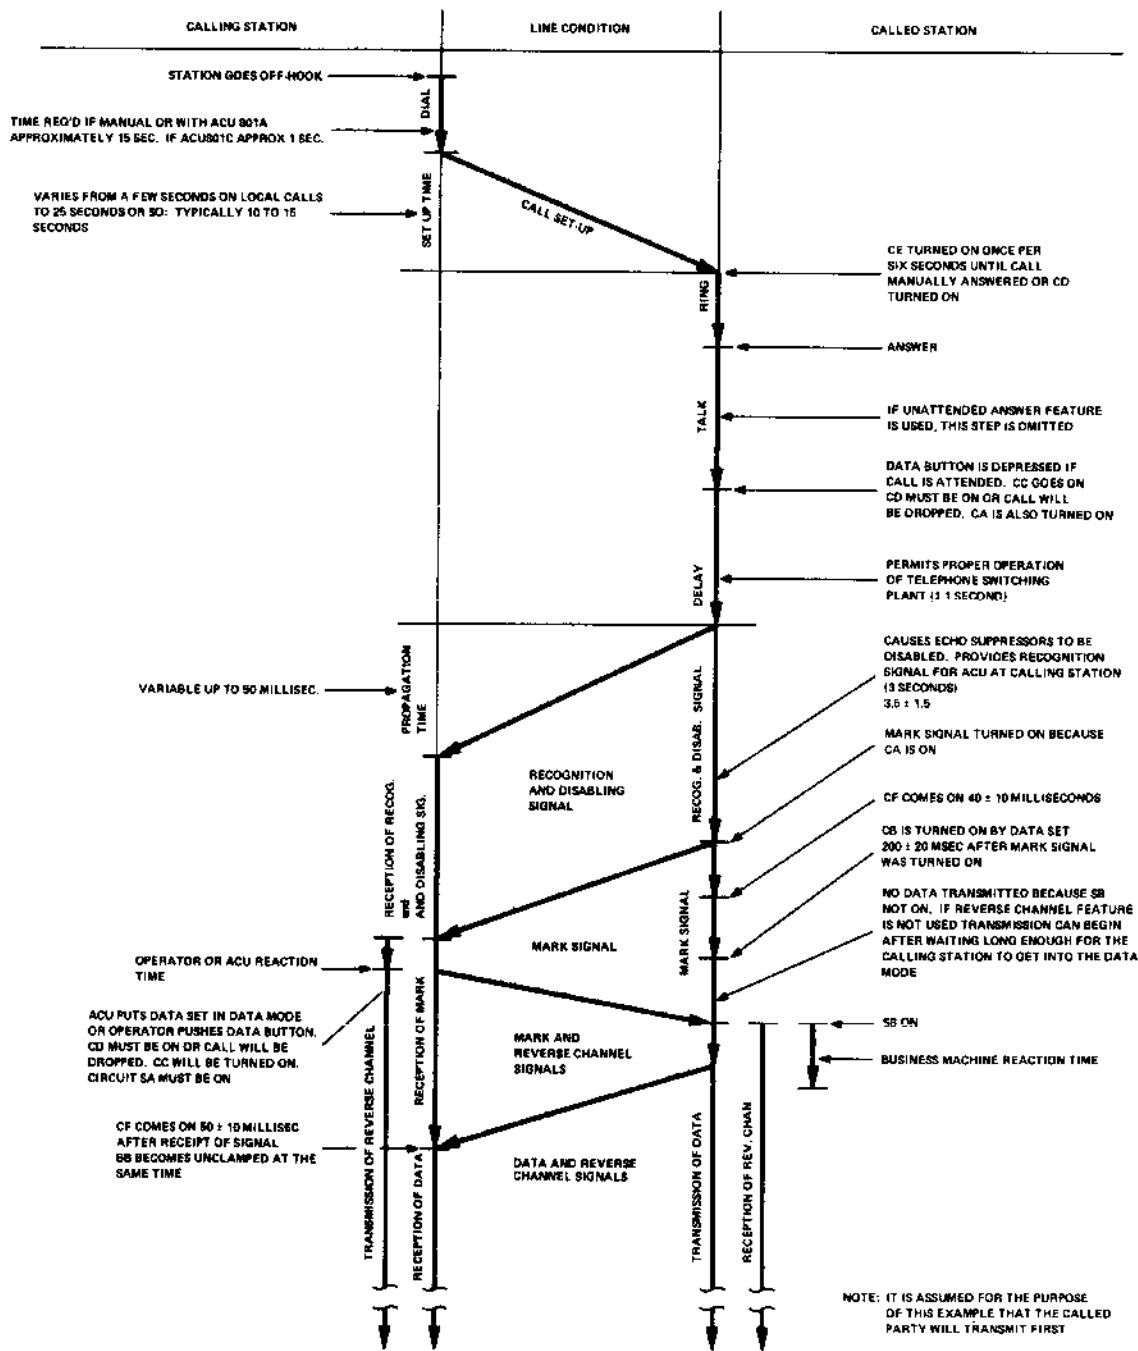 CALLING STATION
LINE CONDITION
CALLED STATION
STATION GOES OFF-HOOK
DIAL
TIME REQ'D IF MANUAL OR WITH ACU 801A
APPROXIMATELY 15 SEC. IF ACU801C APPROX 1 SEC.
VARIES FROM A FEW SECONDS ON LOCAL CALLS
TO 25 SECONDS OR SO: TYPICALLY 10 TO 15
SECONDS
SET UP TIME
CALL SET-UP
CE TURNED ON ONCE PER
SIX SECONDS UNTIL CALL
MANUALLY ANSWERED OR CD
TURNED ON
RING
ANSWER
TALK
IF UNATTENDED ANSWER FEATURE
IS USED, THIS STEP IS OMITTED
DATA BUTTON IS DEPRESSED IF
CALL IS ATTENDED. CC GOES ON
CD MUST BE ON OR CALL WILL
BE DROPPED. CA IS ALSO TURNED ON
DELAY
PERMITS PROPER OPERATION
OF TELEPHONE SWITCHING
PLANT (1 SECOND)
VARIABLE UP TO 50 MILLISEC.
PROPAGATION
TIME
RECOG. & DISAB. SIGNAL
CAUSES ECHO SUPPRESSORS TO BE
DISABLED. PROVIDES RECOGNITION
SIGNAL FOR ACU AT CALLING STATION
(3 SECONDS)
3.5 ± 1.5
RECOGNITION
AND DISABLING
SIGNAL
MARK SIGNAL TURNED ON BECAUSE
CA IS ON
CF COMES ON 40 ± 10 MILLISECONDS
CB IS TURNED ON BY DATA SET
200 ± 20 MSEC AFTER MARK SIGNAL
WAS TURNED ON
RECEPTION OF RECOG.
and
AND DISABLING SIG.
MARK SIGNAL
MARK SIGNAL
NO DATA TRANSMITTED BECAUSE SB
NOT ON. IF REVERSE CHANNEL FEATURE
IS NOT USED TRANSMISSION CAN BEGIN
AFTER WAITING LONG ENOUGH FOR THE
CALLING STATION TO GET INTO THE DATA
MODE
OPERATOR OR ACU REACTION
TIME
ACU PUTS DATA SET IN DATA MODE
OR OPERATOR PUSHES DATA BUTTON.
CD MUST BE ON OR CALL WILL BE
DROPPED. CC WILL BE TURNED ON.
CIRCUIT SA MUST BE ON
TRANSMISSION OF REVERSE CHANNEL
RECEPTION OF MARK
MARK AND
REVERSE CHANNEL
SIGNALS
SB ON
BUSINESS MACHINE REACTION TIME
CF COMES ON 50 ± 10 MILLISEC
AFTER RECEIPT OF SIGNAL
BB BECOMES UNCLAMPED AT THE
SAME TIME
RECEPTION OF DATA
DATA AND REVERSE
CHANNEL SIGNALS
TRANSMISSION OF DATA
RECEPTION OF REV. CHAN
NOTE: IT IS ASSUMED FOR THE PURPOSE
OF THIS EXAMPLE THAT THE CALLED
PARTY WILL TRANSMIT FIRST